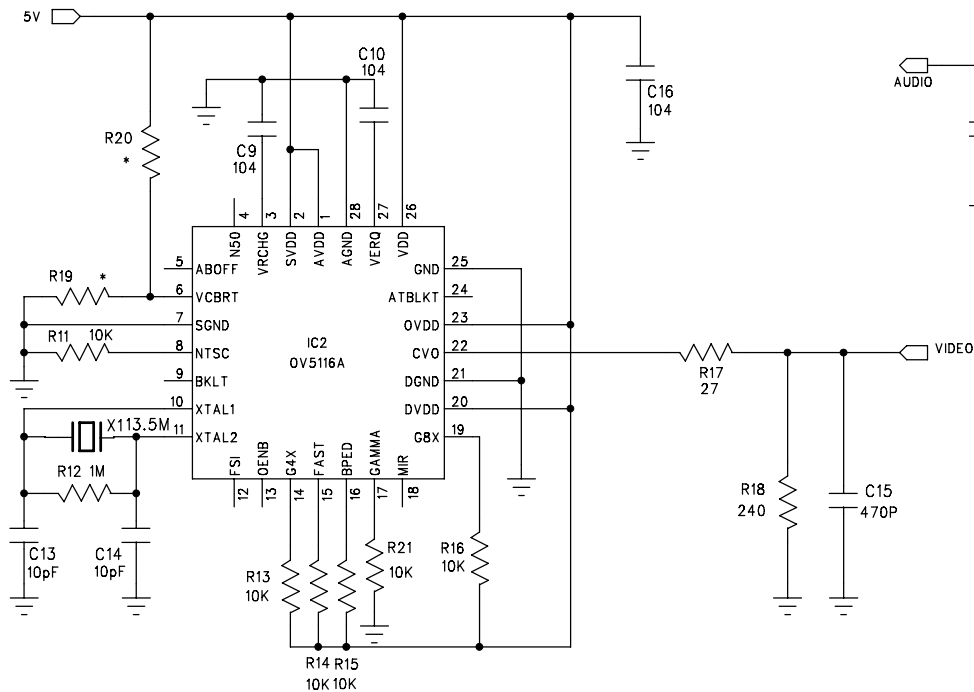 5V
C10
104
C16
104
AUDIO
R20
*
C9
104
4
3
2
1
28
27
26
N50
VRCHG
SVDD
AVDD
AGND
VERQ
VDD
5
ABOFF
GND
25
R19
*
6
VCBRT
ATBLKT
24
7
SGND
OVDD
23
R11
10K
8
NTSC
IC2
OV5116A
CVO
22
R17
27
VIDEO
9
BKLT
DGND
21
10
XTAL1
DVDD
20
X1
13.5M
11
XTAL2
G8X
19
R12
1M
FSI
OENB
G4X
FAST
BPED
GAMMA
MIR
12
13
14
15
16
17
18
R18
240
C15
470P
C13
10pF
C14
10pF
R13
10K
R21
10K
R16
10K
R14
10K
R15
10K